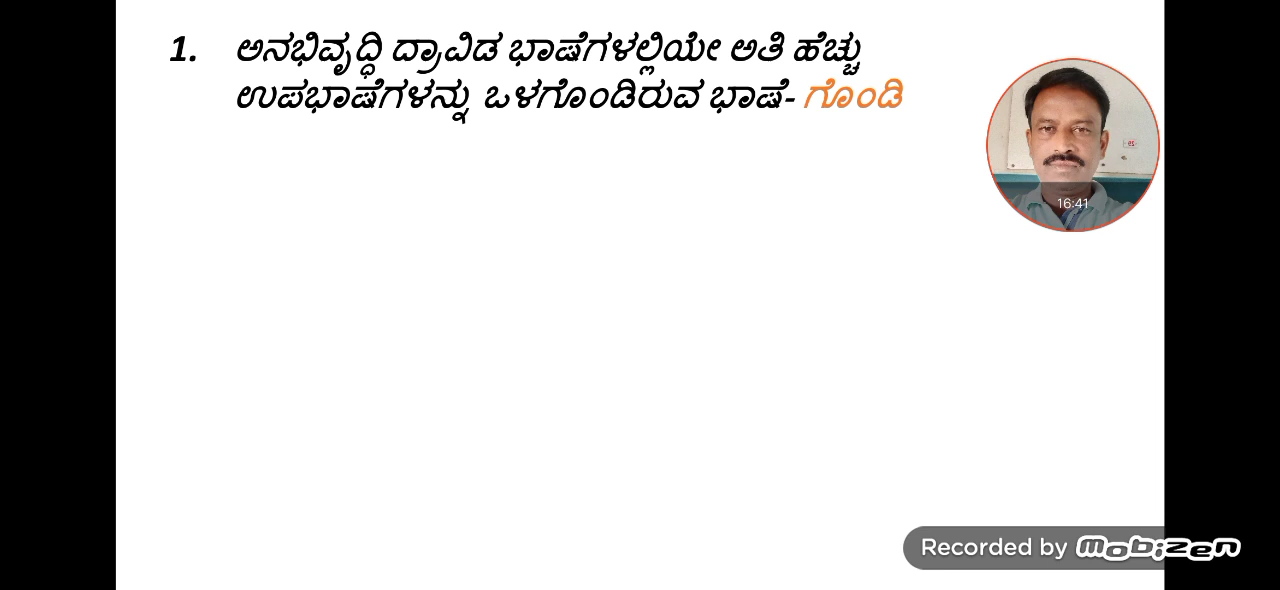 1. ಅನಭಿವೃದ್ಧಿ ದ್ರಾವಿಡ ಭಾಷೆಗಳಲ್ಲಿಯೇ ಅತಿ ಹೆಚ್ಚು
ಉಪಭಾಷೆಗಳನ್ನು ಒಳಗೊಂಡಿರುವ ಭಾಷೆ- ಗೊಂಡಿ
16:41
Recorded by Mobizen